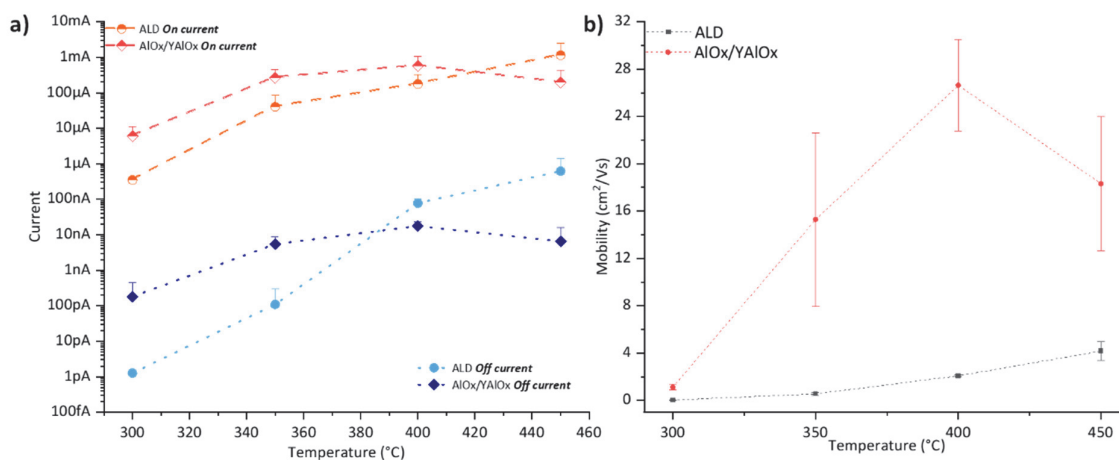 a)
10mA
1mA
100µA
10µA
1µA
100nA
10nA
1nA
100pA
10pA
1pA
100fA
Current
ALD On current
AlOx/YAlOx On current
ALD Off current
AlOx/YAlOx Off current
300 320 340 360 380 400 420 440 460
Temperature (°C)
b)
ALD
AlOx/YAlOx
32
28
24
20
16
12
8
4
0
Mobility (cm²/Vs)
300 350 400 450
Temperature (°C)